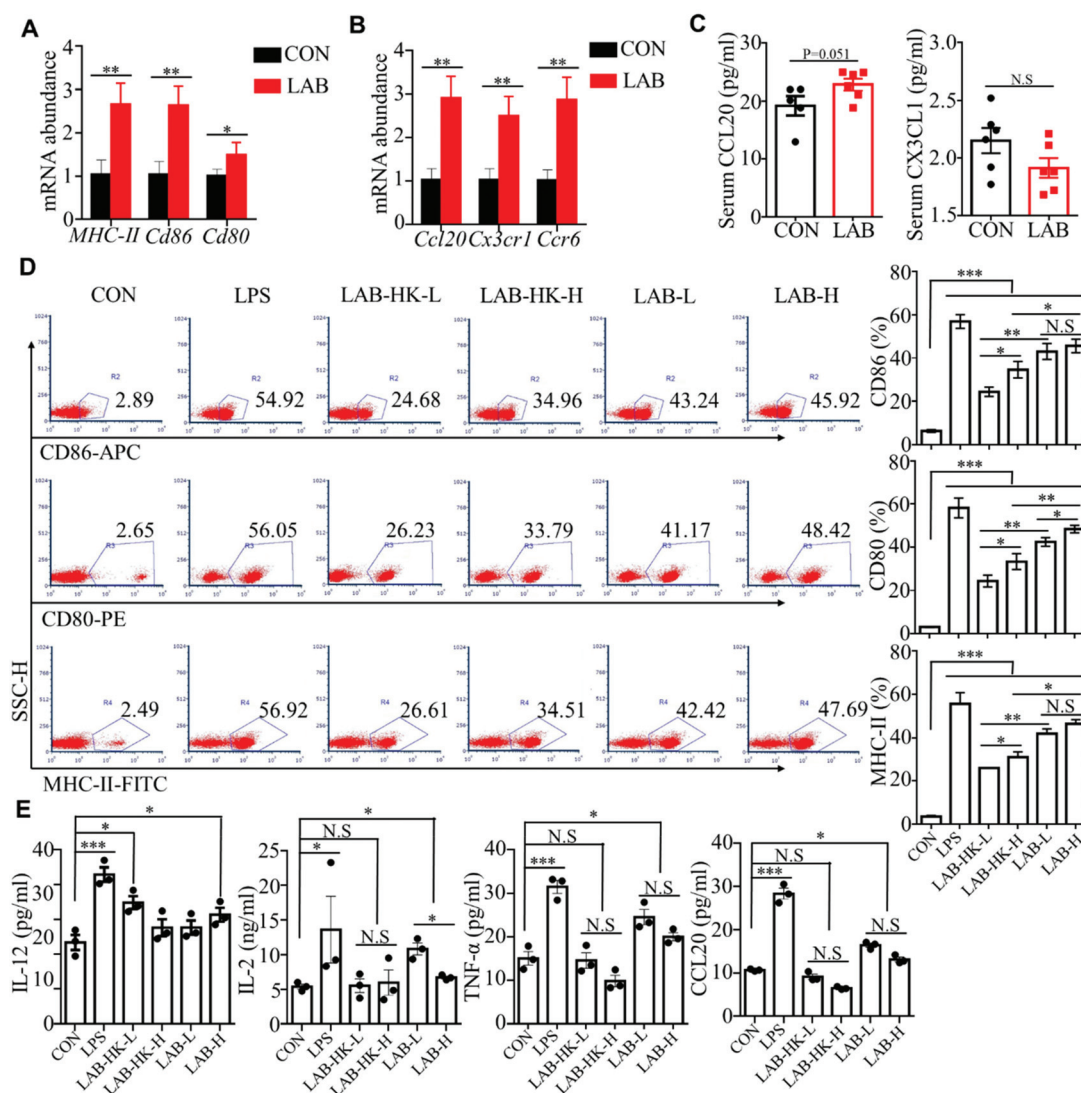 A
mRNA abundance
4
3
2
1
0
**
**
*
CON
LAB
MHC-II Cd86 Cd80
B
mRNA abundance
4
3
2
1
0
**
**
**
CON
LAB
Ccl20 Cx3cr1 Ccr6
C
Serum CCL20 (pg/ml)
30
20
10
0
P=0.051
CON LAB
Serum CX3CL1 (pg/ml)
3.0
2.5
2.0
1.5
N.S
CON LAB
D
CON LPS LAB-HK-L LAB-HK-H LAB-L LAB-H
R2 R2 R2 R2 R2 R2
2.89 54.92 24.68 34.96 43.24 45.92
CD86-APC
R3 R3 R3 R3 R3 R3
2.65 56.05 26.23 33.79 41.17 48.42
CD80-PE
R4 R4 R4 R4 R4 R4
2.49 56.92 26.61 34.51 42.42 47.69
MHC-II-FITC
SSC-H
CD86 (%)
80
60
40
20
0
***
*
**
N.S
*
CD80 (%)
80
60
40
20
0
***
**
**
*
*
MHC-II (%)
80
60
40
20
0
***
*
**
N.S
*
CON LPS LAB-HK-L LAB-HK-H LAB-L LAB-H
E
IL-12 (pg/ml)
40
30
20
12
0
*
*
***
CON LPS LAB-HK-L LAB-HK-H LAB-L LAB-H
IL-2 (ng/ml)
25
20
15
10
5
0
*
N.S
*
N.S
*
CON LPS LAB-HK-L LAB-HK-H LAB-L LAB-H
TNF-α (pg/ml)
40
30
20
10
0
*
N.S
***
N.S
N.S
CON LPS LAB-HK-L LAB-HK-H LAB-L LAB-H
CCL20 (pg/ml)
40
30
20
10
0
*
N.S
***
N.S
N.S
CON LPS LAB-HK-L LAB-HK-H LAB-L LAB-H